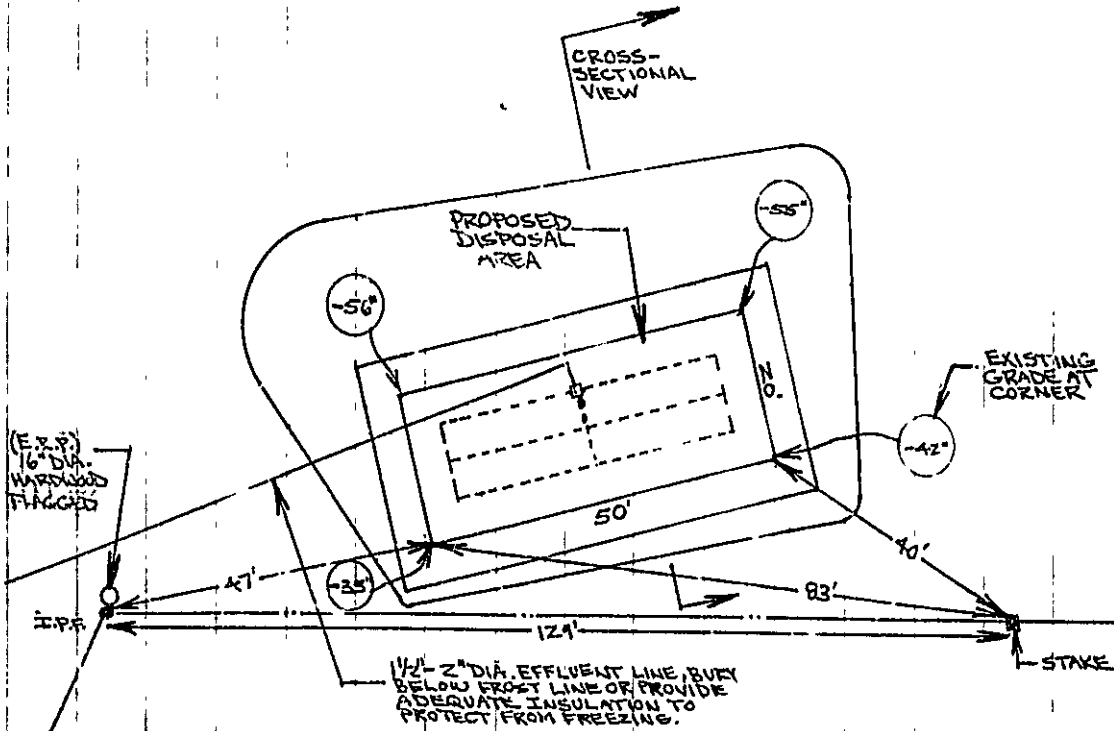 CROSS-
SECTIONAL
VIEW
PROPOSED
DISPOSAL
AREA
-55"
-56"
EXISTING
GRADE AT
CORNER
-42"
(E.R.P.)
16" DIA.
HARDWOOD
FLAGGED
20'
50'
47'
-35"
40'
83'
I.P.F.
129'
STAKE
1½"-2" DIA. EFFLUENT LINE, BURY
BELOW FROST LINE OR PROVIDE
ADEQUATE INSULATION TO
PROTECT FROM FREEZING.